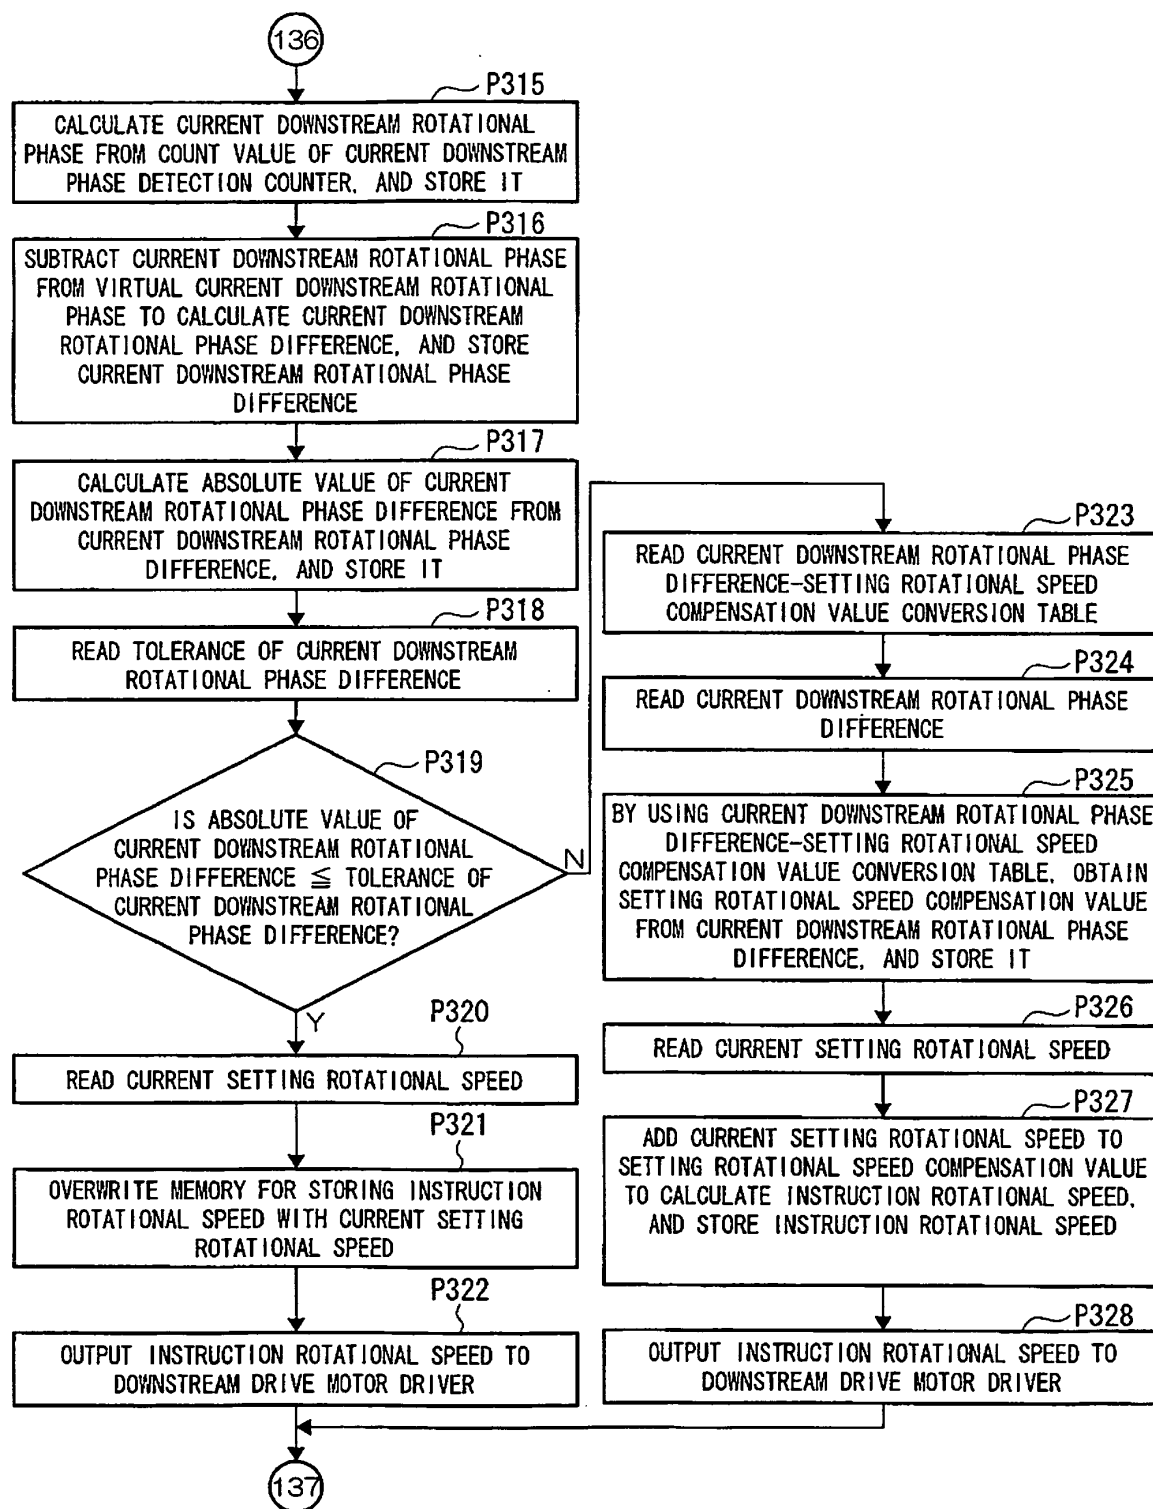 136
P315
CALCULATE CURRENT DOWNSTREAM ROTATIONAL
PHASE FROM COUNT VALUE OF CURRENT DOWNSTREAM
PHASE DETECTION COUNTER, AND STORE IT
P316
SUBTRACT CURRENT DOWNSTREAM ROTATIONAL PHASE
FROM VIRTUAL CURRENT DOWNSTREAM ROTATIONAL
PHASE TO CALCULATE CURRENT DOWNSTREAM
ROTATIONAL PHASE DIFFERENCE, AND STORE
CURRENT DOWNSTREAM ROTATIONAL PHASE
DIFFERENCE
P317
CALCULATE ABSOLUTE VALUE OF CURRENT
DOWNSTREAM ROTATIONAL PHASE DIFFERENCE FROM
CURRENT DOWNSTREAM ROTATIONAL PHASE
DIFFERENCE, AND STORE IT
P318
READ TOLERANCE OF CURRENT DOWNSTREAM
ROTATIONAL PHASE DIFFERENCE
P319
IS ABSOLUTE VALUE OF
CURRENT DOWNSTREAM ROTATIONAL
PHASE DIFFERENCE ≦ TOLERANCE OF
CURRENT DOWNSTREAM ROTATIONAL
PHASE DIFFERENCE?
N
Y
P320
READ CURRENT SETTING ROTATIONAL SPEED
P321
OVERWRITE MEMORY FOR STORING INSTRUCTION
ROTATIONAL SPEED WITH CURRENT SETTING
ROTATIONAL SPEED
P322
OUTPUT INSTRUCTION ROTATIONAL SPEED TO
DOWNSTREAM DRIVE MOTOR DRIVER
P323
READ CURRENT DOWNSTREAM ROTATIONAL PHASE
DIFFERENCE-SETTING ROTATIONAL SPEED
COMPENSATION VALUE CONVERSION TABLE
P324
READ CURRENT DOWNSTREAM ROTATIONAL PHASE
DIFFERENCE
P325
BY USING CURRENT DOWNSTREAM ROTATIONAL PHASE
DIFFERENCE-SETTING ROTATIONAL SPEED
COMPENSATION VALUE CONVERSION TABLE, OBTAIN
SETTING ROTATIONAL SPEED COMPENSATION VALUE
FROM CURRENT DOWNSTREAM ROTATIONAL PHASE
DIFFERENCE, AND STORE IT
P326
READ CURRENT SETTING ROTATIONAL SPEED
P327
ADD CURRENT SETTING ROTATIONAL SPEED TO
SETTING ROTATIONAL SPEED COMPENSATION VALUE
TO CALCULATE INSTRUCTION ROTATIONAL SPEED,
AND STORE INSTRUCTION ROTATIONAL SPEED
P328
OUTPUT INSTRUCTION ROTATIONAL SPEED TO
DOWNSTREAM DRIVE MOTOR DRIVER
137